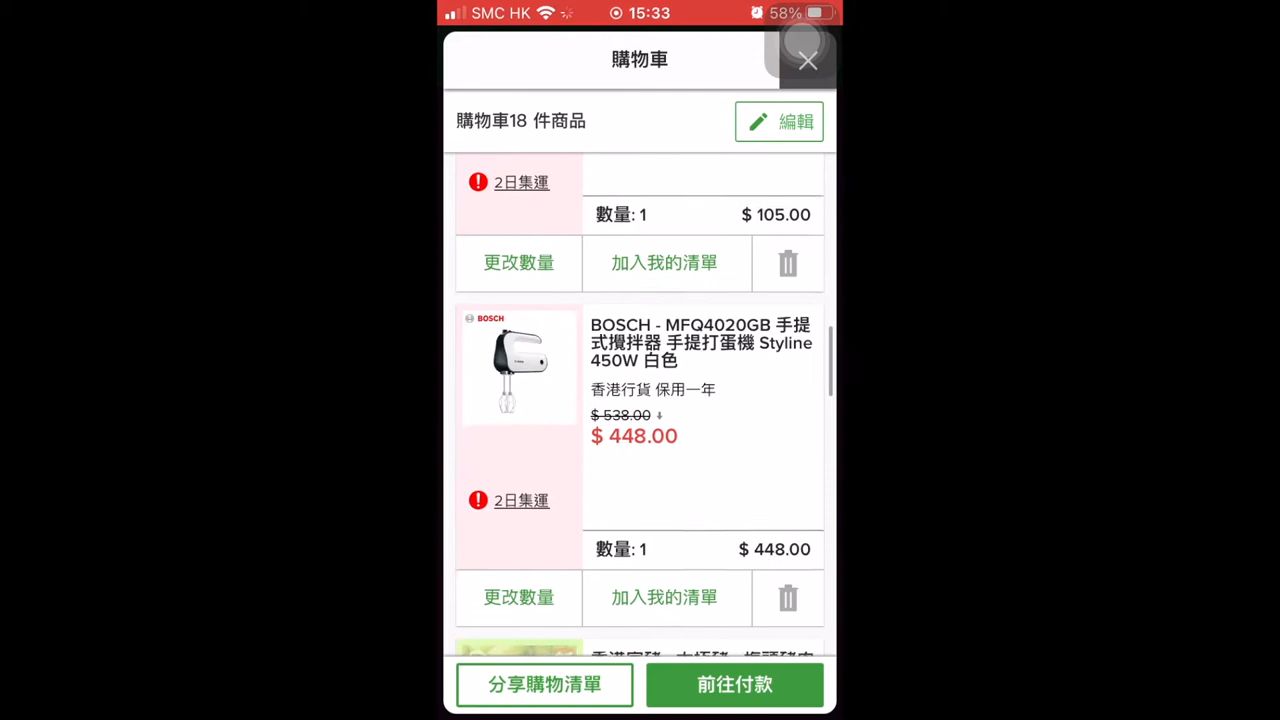 SMC HK 15:33 58%
購物車
購物車18 件商品
編輯
2日集運
數量: 1 $ 105.00
更改數量 加入我的清單
BOSCH
BOSCH - MFQ4020GB 手提
式攪拌器 手提打蛋機 Styline
450W 白色
香港行貨 保用一年
$ 538.00
$ 448.00
2日集運
數量: 1 $ 448.00
更改數量 加入我的清單
分享購物清單 前往付款